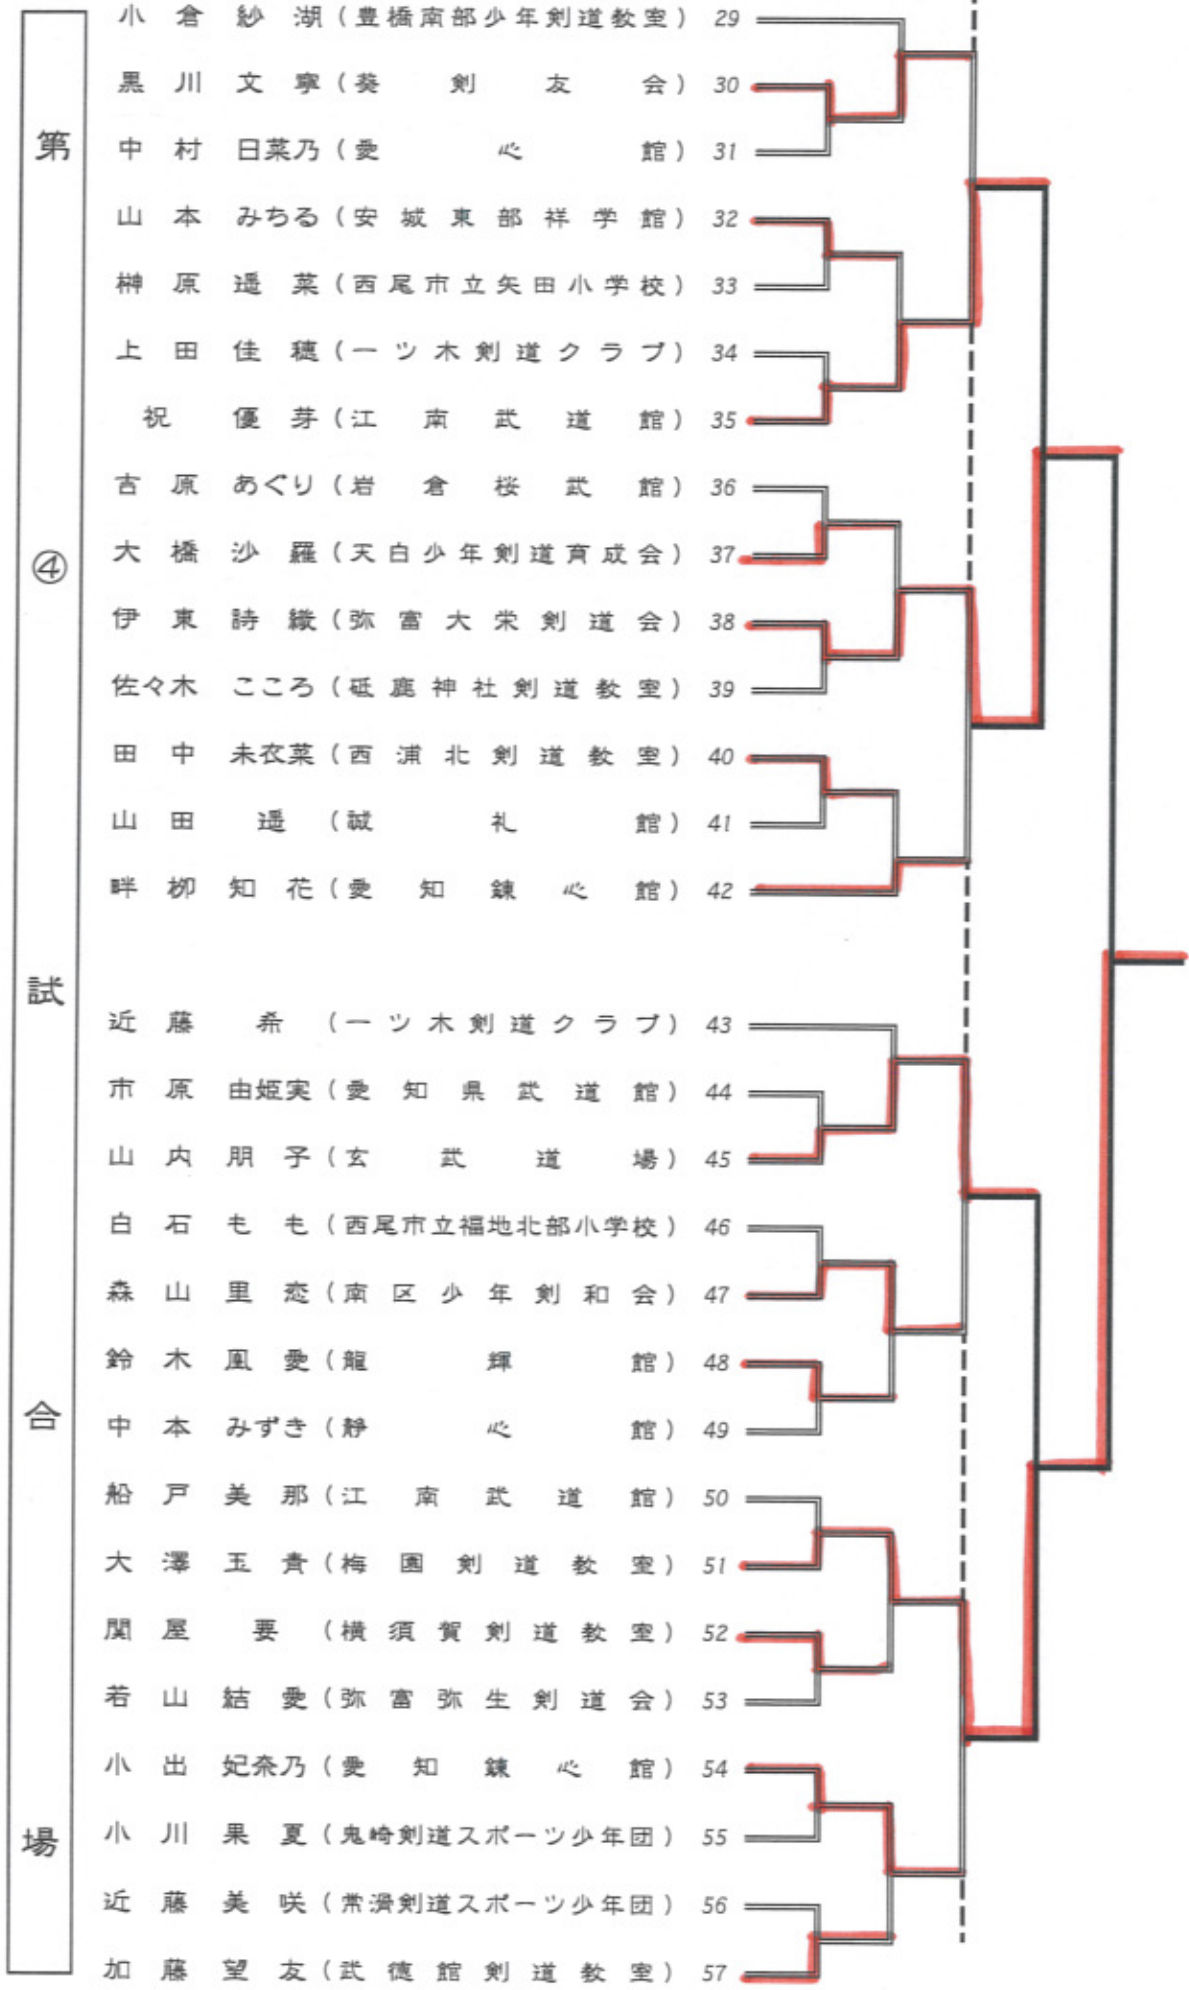 第④試合場
小倉紗湖(豊橋南部少年剣道教室) 29
黒川文寧(葵剣友会) 30
中村日菜乃(愛心館) 31
山本みちる(安城東部祥学館) 32
榊原遥菜(西尾市立矢田小学校) 33
上田佳穂(一ツ木剣道クラブ) 34
祝優芽(江南武道館) 35
古原あぐり(岩倉桜武館) 36
大橋沙羅(天白少年剣道育成会) 37
伊東詩織(弥富大栄剣道会) 38
佐々木こころ(砥鹿神社剣道教室) 39
田中未衣菜(西浦北剣道教室) 40
山田遥(誠礼館) 41
畔柳知花(愛知錬心館) 42
近藤希(一ツ木剣道クラブ) 43
市原由姫実(愛知県武道館) 44
山内朋子(玄武道場) 45
白石もも(西尾市立福地北部小学校) 46
森山里恋(南区少年剣和会) 47
鈴木凰愛(龍輝館) 48
中本みずき(静心館) 49
船戸美那(江南武道館) 50
大澤玉貴(梅園剣道教室) 51
関屋要(横須賀剣道教室) 52
若山結愛(弥富弥生剣道会) 53
小出妃奈乃(愛知錬心館) 54
小川果夏(鬼崎剣道スポーツ少年団) 55
近藤美咲(常滑剣道スポーツ少年団) 56
加藤望友(武徳館剣道教室) 57